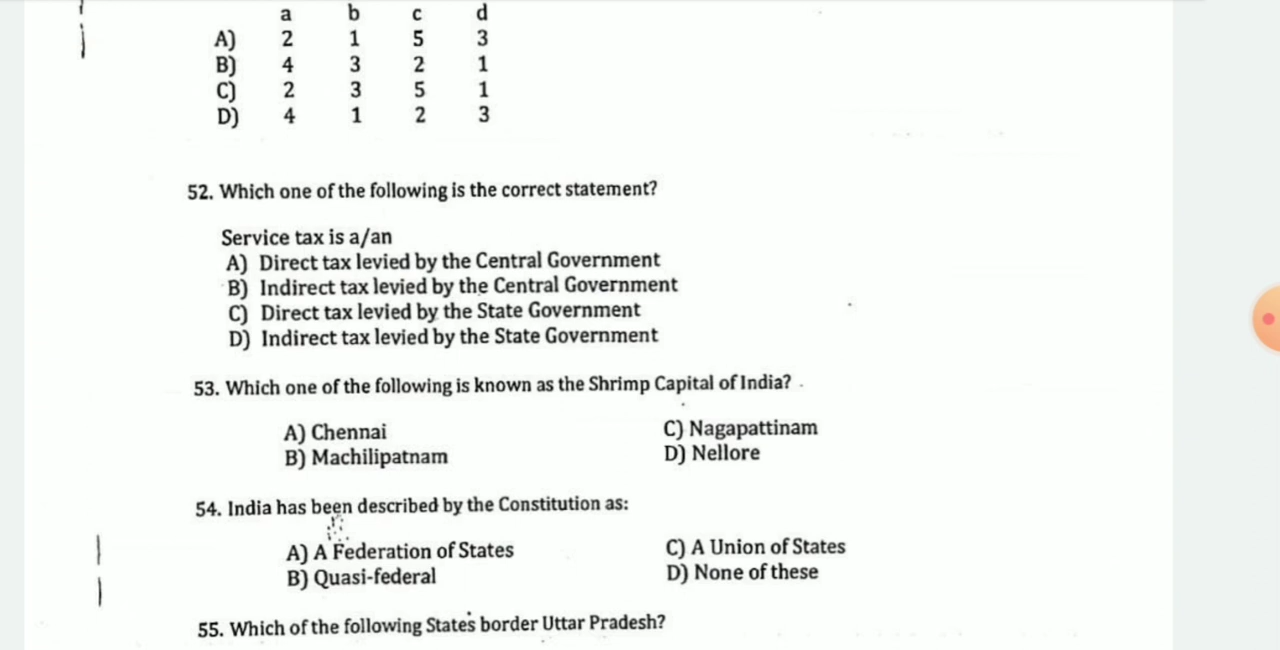 a b c d
A) 2 1 5 3
B) 4 3 2 1
C) 2 3 5 1
D) 4 1 2 3
52. Which one of the following is the correct statement?
Service tax is a/an
A) Direct tax levied by the Central Government
B) Indirect tax levied by the Central Government
C) Direct tax levied by the State Government
D) Indirect tax levied by the State Government
53. Which one of the following is known as the Shrimp Capital of India?
A) Chennai C) Nagapattinam
B) Machilipatnam D) Nellore
54. India has been described by the Constitution as:
A) A Federation of States C) A Union of States
B) Quasi-federal D) None of these
55. Which of the following States border Uttar Pradesh?